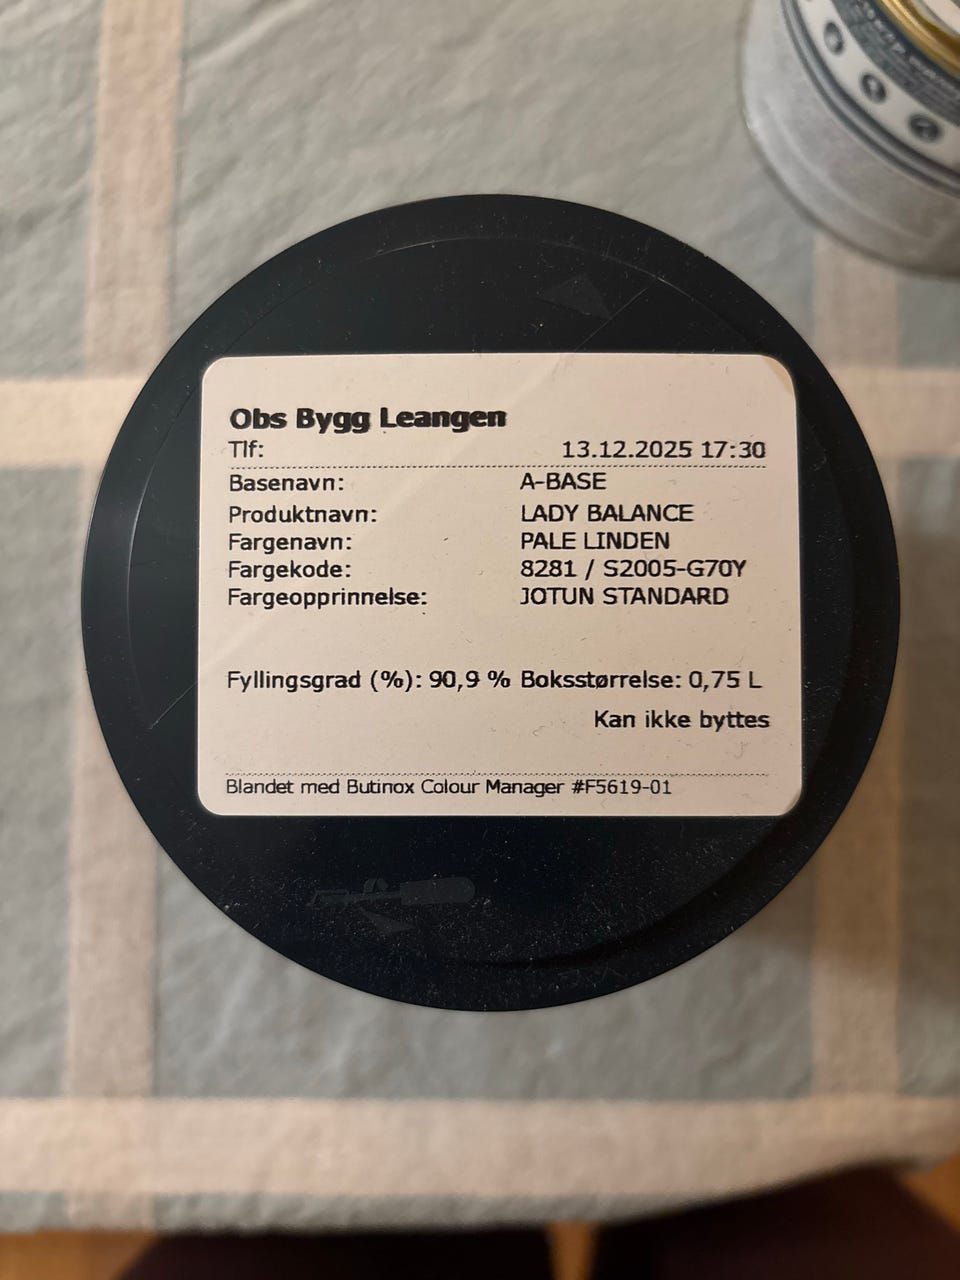 Obs Bygg Leangen
Tlf: 13.12.2025 17:30
Basenavn: A-BASE
Produktnavn: LADY BALANCE
Fargenavn: PALE LINDEN
Fargekode: 8281 / S2005-G70Y
Fargeopprinnelse: JOTUN STANDARD
Fyllingsgrad (%): 90,9 % Boksstørrelse: 0,75 L
Kan ikke byttes
Blandet med Butinox Colour Manager #F5619-01